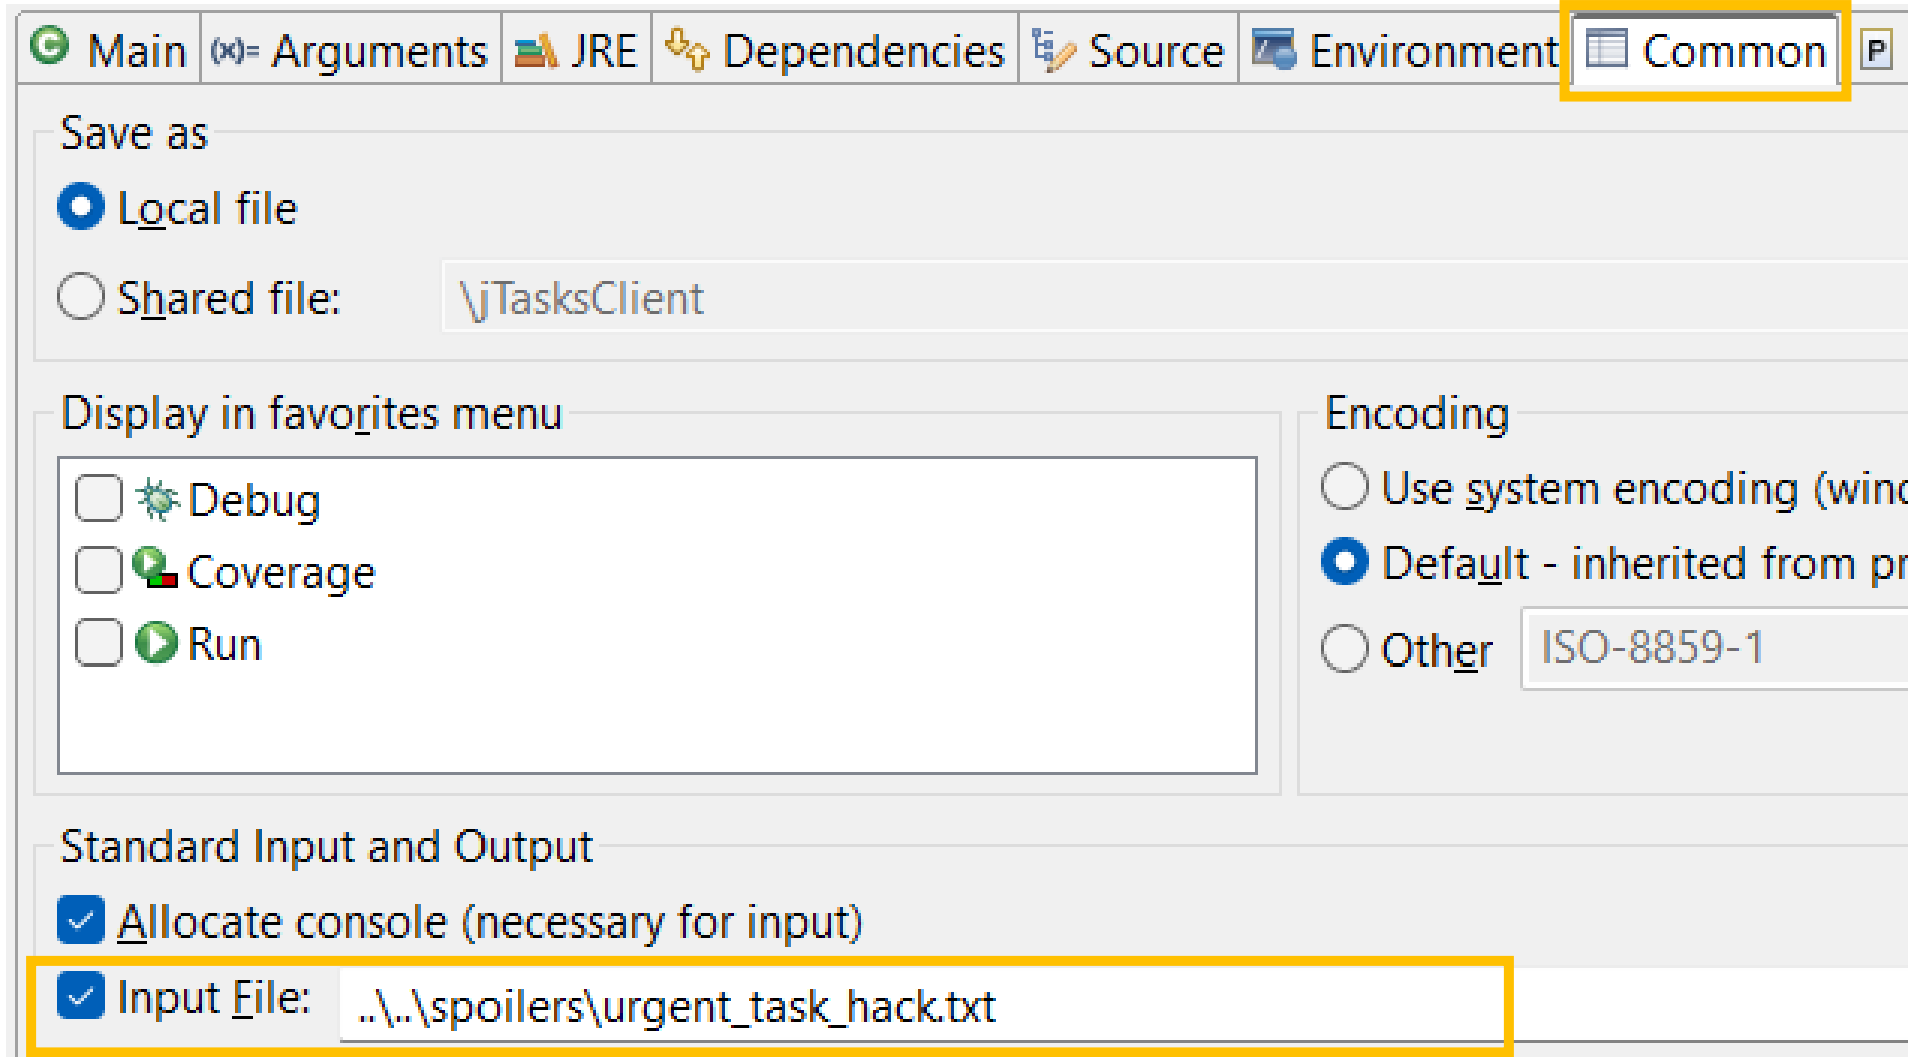 Main (x)= Arguments JRE Dependencies Source Environment Common P
Save as
Local file
Shared file: \jTasksClient
Display in favorites menu
Debug
Coverage
Run
Encoding
Use system encoding (wind
Default - inherited from pr
Other ISO-8859-1
Standard Input and Output
Allocate console (necessary for input)
Input File: ..\..\spoilers\urgent_task_hack.txt